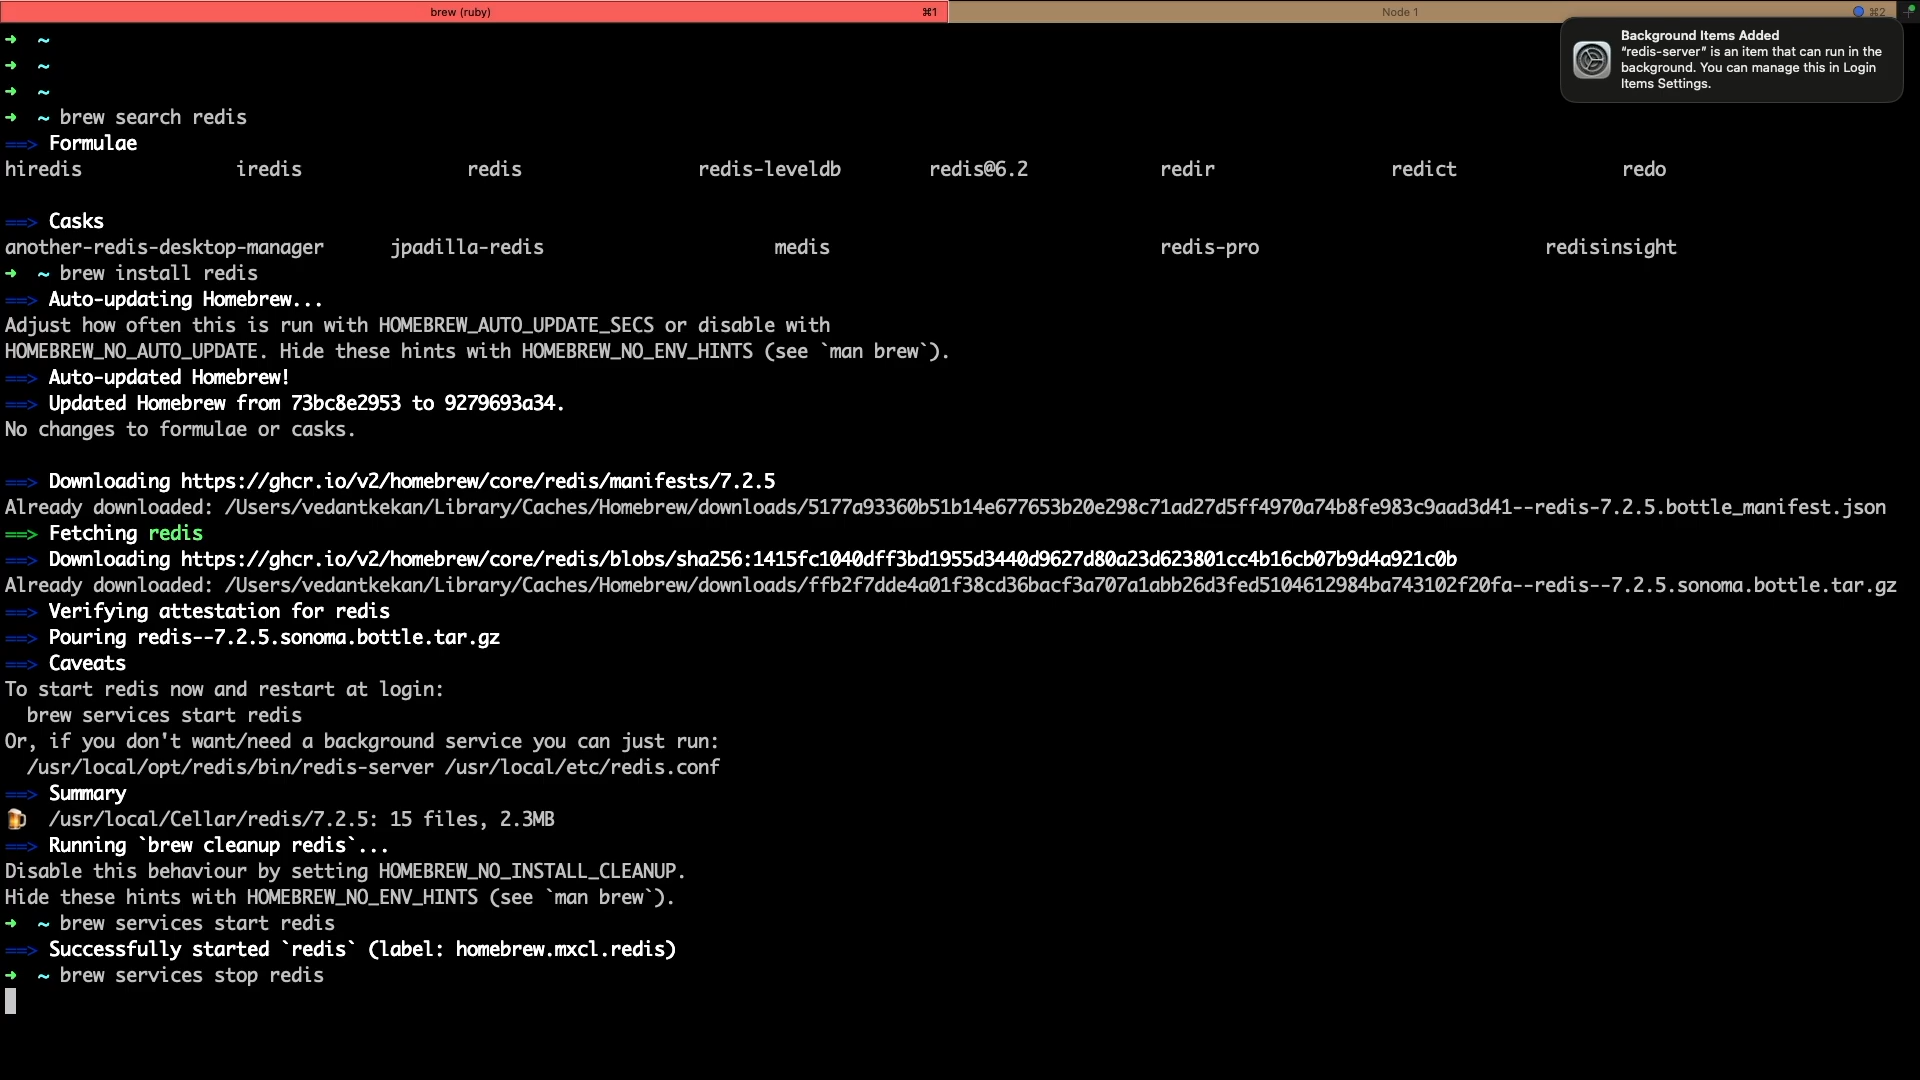 brew (ruby) ⌘1 Node 1 ⌘2
Background Items Added
“redis-server” is an item that can run in the
background. You can manage this in Login
Items Settings.
➜ ~
➜ ~
➜ ~
➜ ~ brew search redis
==> Formulae
hiredis iredis redis redis-leveldb redis@6.2 redir redict redo
==> Casks
another-redis-desktop-manager jpadilla-redis medis redis-pro redisinsight
➜ ~ brew install redis
==> Auto-updating Homebrew...
Adjust how often this is run with HOMEBREW_AUTO_UPDATE_SECS or disable with
HOMEBREW_NO_AUTO_UPDATE. Hide these hints with HOMEBREW_NO_ENV_HINTS (see `man brew`).
==> Auto-updated Homebrew!
==> Updated Homebrew from 73bc8e2953 to 9279693a34.
No changes to formulae or casks.
==> Downloading https://ghcr.io/v2/homebrew/core/redis/manifests/7.2.5
Already downloaded: /Users/vedantkekan/Library/Caches/Homebrew/downloads/5177a93360b51b14e677653b20e298c71ad27d5ff4970a74b8fe983c9aad3d41--redis-7.2.5.bottle_manifest.json
==> Fetching redis
==> Downloading https://ghcr.io/v2/homebrew/core/redis/blobs/sha256:1415fc1040dff3bd1955d3440d9627d80a23d623801cc4b16cb07b9d4a921c0b
Already downloaded: /Users/vedantkekan/Library/Caches/Homebrew/downloads/ffb2f7dde4a01f38cd36bacf3a707a1abb26d3fed5104612984ba743102f20fa--redis--7.2.5.sonoma.bottle.tar.gz
==> Verifying attestation for redis
==> Pouring redis--7.2.5.sonoma.bottle.tar.gz
==> Caveats
To start redis now and restart at login:
  brew services start redis
Or, if you don't want/need a background service you can just run:
  /usr/local/opt/redis/bin/redis-server /usr/local/etc/redis.conf
==> Summary
🍺 /usr/local/Cellar/redis/7.2.5: 15 files, 2.3MB
==> Running `brew cleanup redis`...
Disable this behaviour by setting HOMEBREW_NO_INSTALL_CLEANUP.
Hide these hints with HOMEBREW_NO_ENV_HINTS (see `man brew`).
➜ ~ brew services start redis
==> Successfully started `redis` (label: homebrew.mxcl.redis)
➜ ~ brew services stop redis